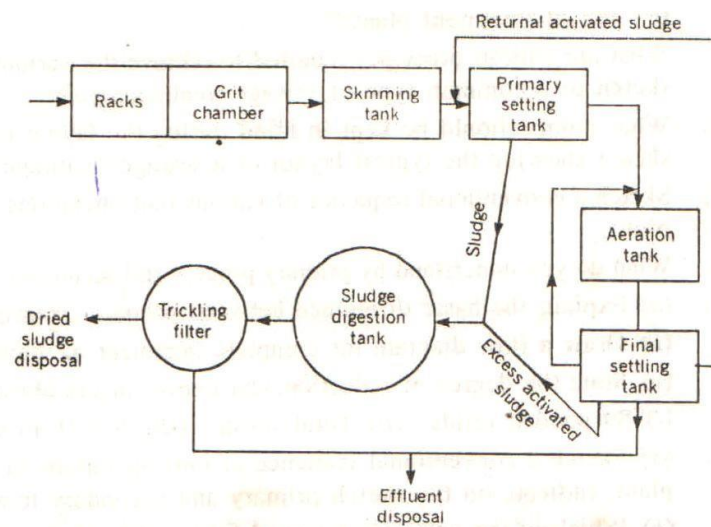 Returnal activated sludge
Racks
Grit
chamber
Skmming
tank
Primary
setting
tank
Sludge
Aeration
tank
Final
settling
tank
Excess activated
sludge
Sludge
digestion
tank
Trickling
filter
Dried
sludge
disposal
Effluent
disposal